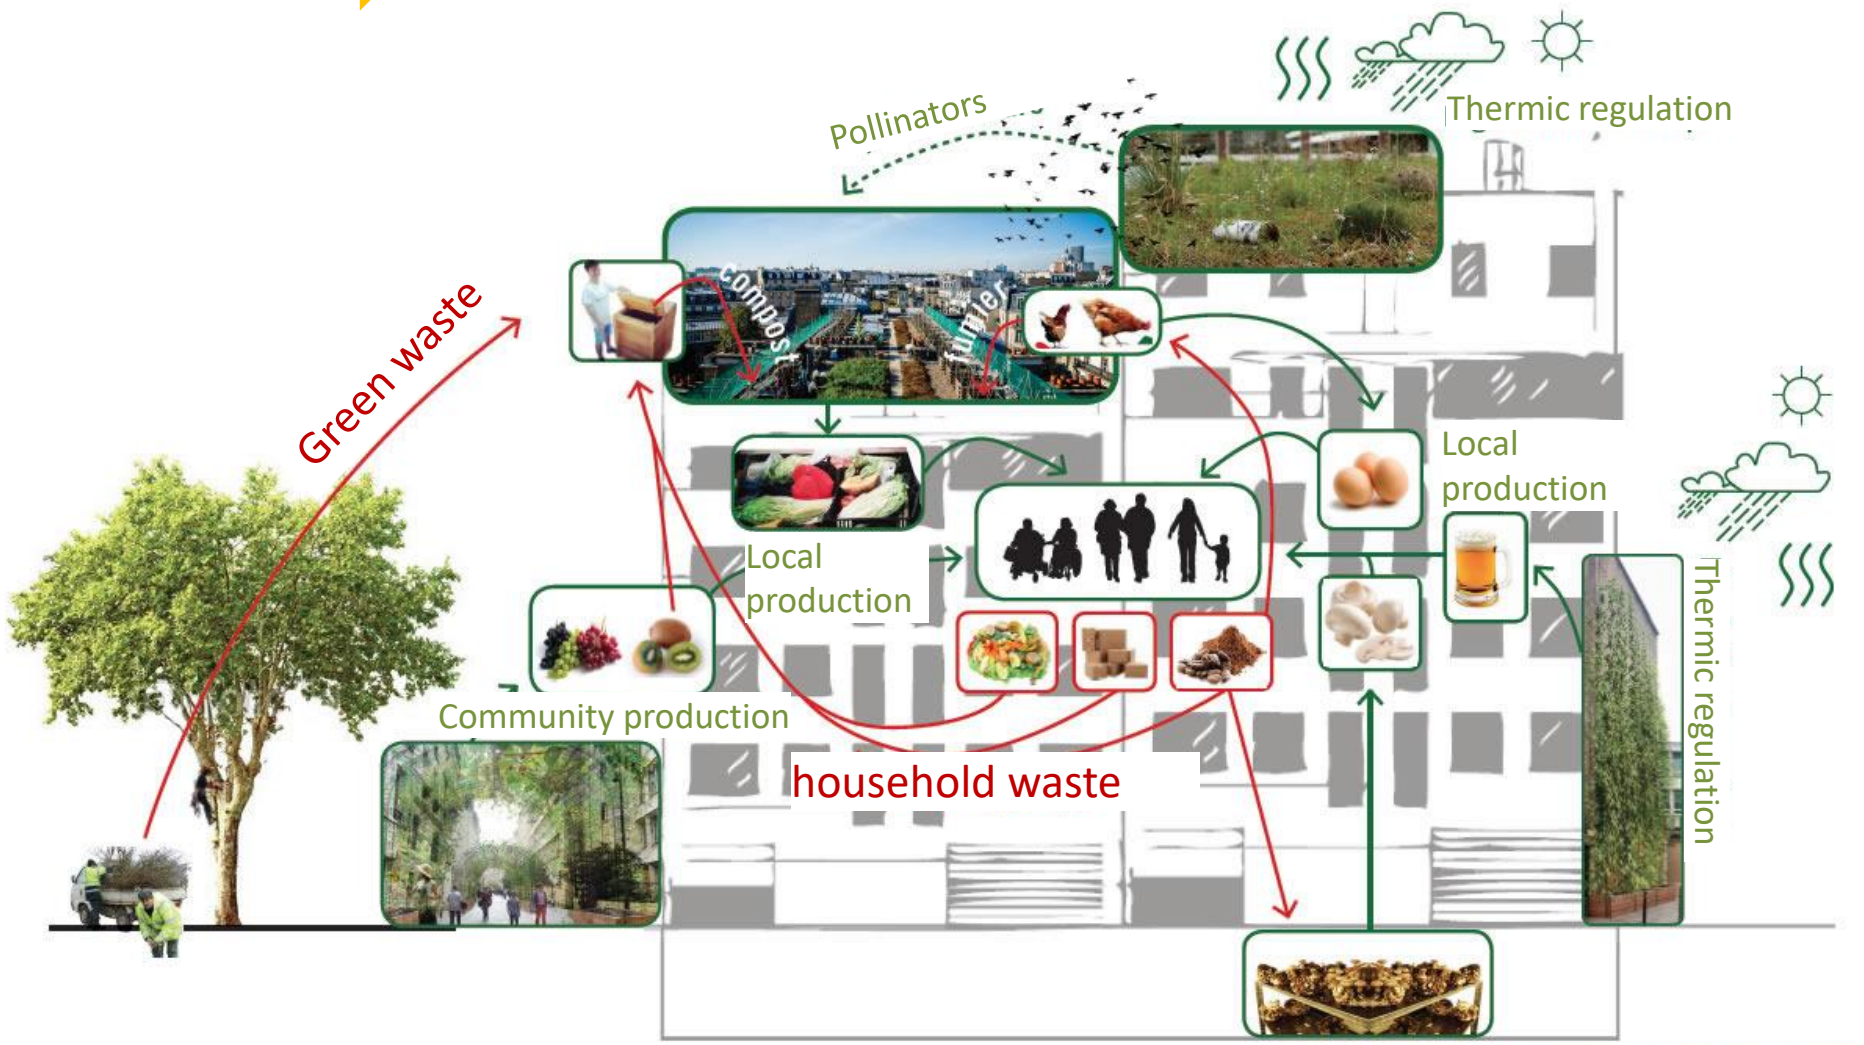 Thermic regulation
Pollinators
compost
fumier
Green waste
Local
production
Local
production
Thermic regulation
Community production
household waste